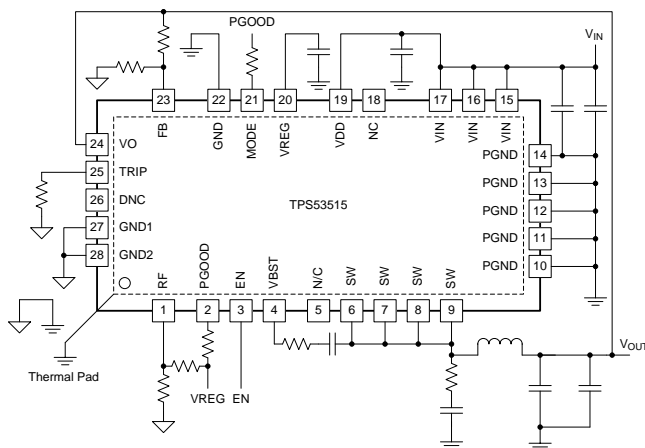 PGOOD
V_IN
23 22 21 20 19 18 17 16 15
FB GND MODE VREG VDD NC VIN VIN VIN
24 VO
25 TRIP
26 DNC
27 GND1
28 GND2
TPS53515
PGND 14
PGND 13
PGND 12
PGND 11
PGND 10
RF PGOOD EN VBST N/C SW SW SW SW
1 2 3 4 5 6 7 8 9
V_OUT
Thermal Pad
VREG EN